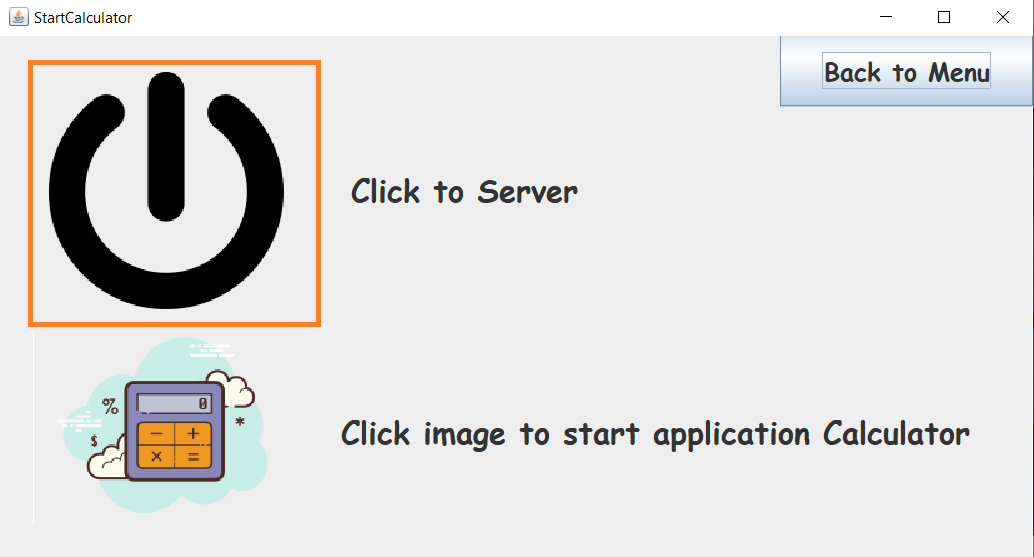 StartCalculator
Back to Menu
Click to Server
%
0
− +
$
*
× =
Click image to start application Calculator